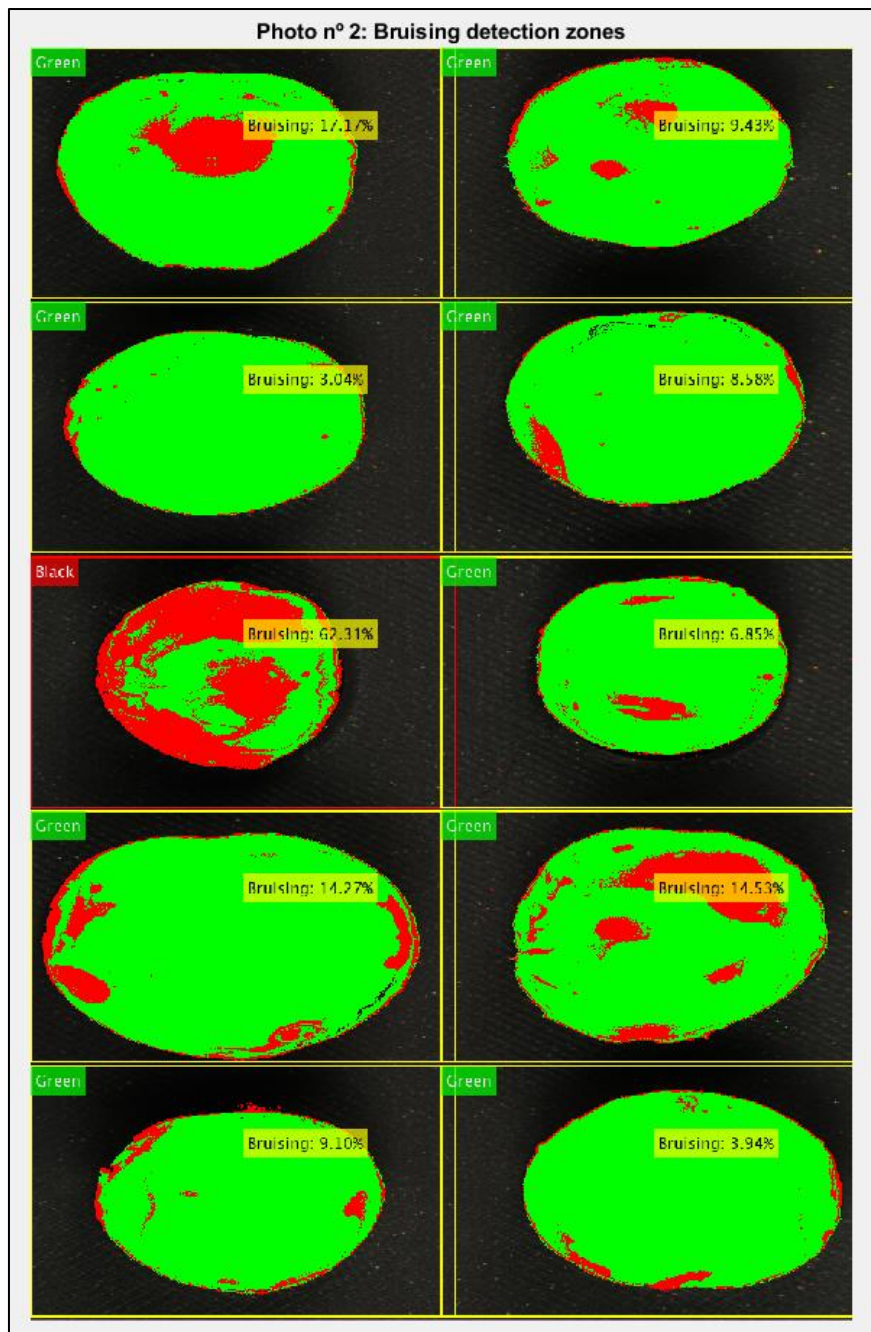 Photo nº 2: Bruising detection zones
Green
Green
Bruising: 17.17%
Bruising: 9.43%
Green
Green
Bruising: 3.04%
Bruising: 8.58%
Black
Green
Bruising: 62.31%
Bruising: 6.85%
Green
Green
Bruising: 14.27%
Bruising: 14.53%
Green
Green
Bruising: 9.10%
Bruising: 3.94%